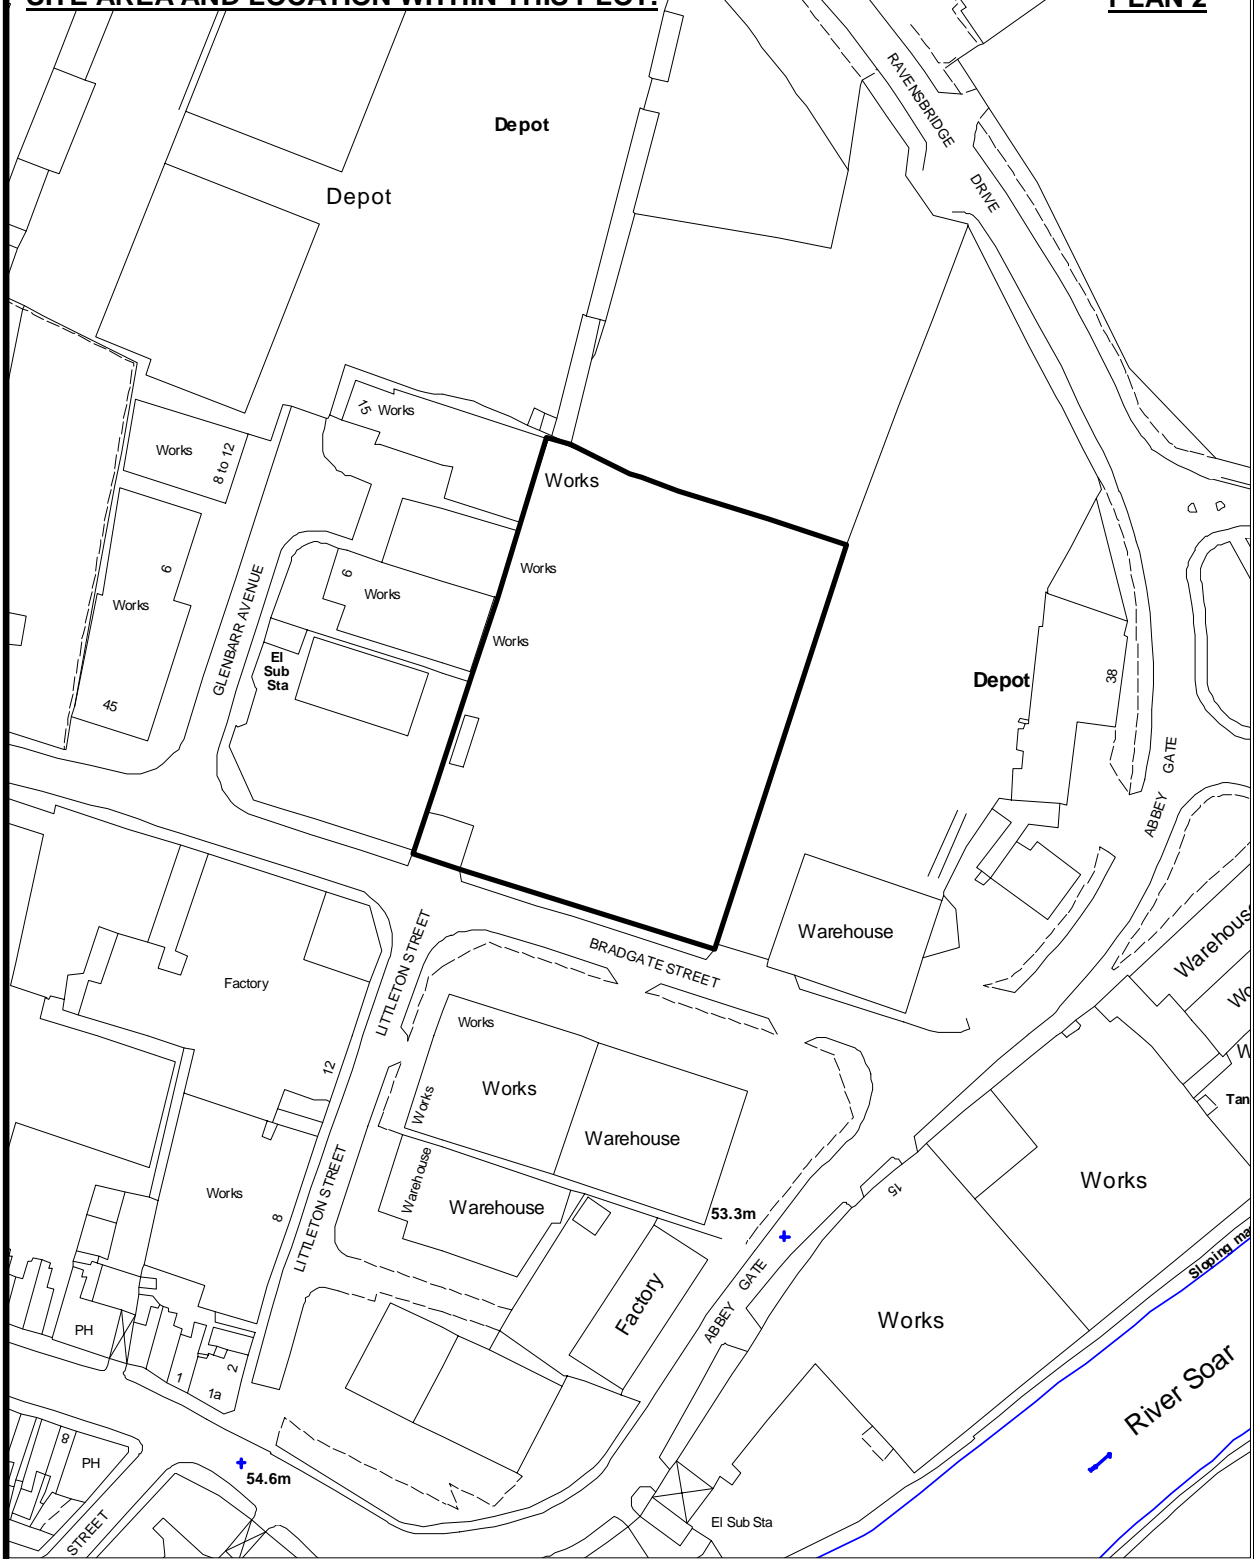 SITE AREA AND LOCATION WITHIN THIS PLOT.
PLAN 2
RAVENSBRIDGE
DRIVE
Depot
Depot
15
Works
Works
8 to 12
Works
6
Works
45
GLENBARR AVENUE
6
Works
El
Sub
Sta
Works
Works
Depot
38
ABBEY GATE
Warehouse
BRADGATE STREET
LITTLETON STREET
Factory
12
Works
Works
Works
Warehouse
Warehouse
Warehouse
Works
8
LITTLETON STREET
53.3m
ABBEY GATE
Factory
15
Works
Works
Warehouse
Wo
W
Tan
Sloping ma
River Soar
PH
1
1a
2
8
PH
54.6m
STREET
El Sub Sta